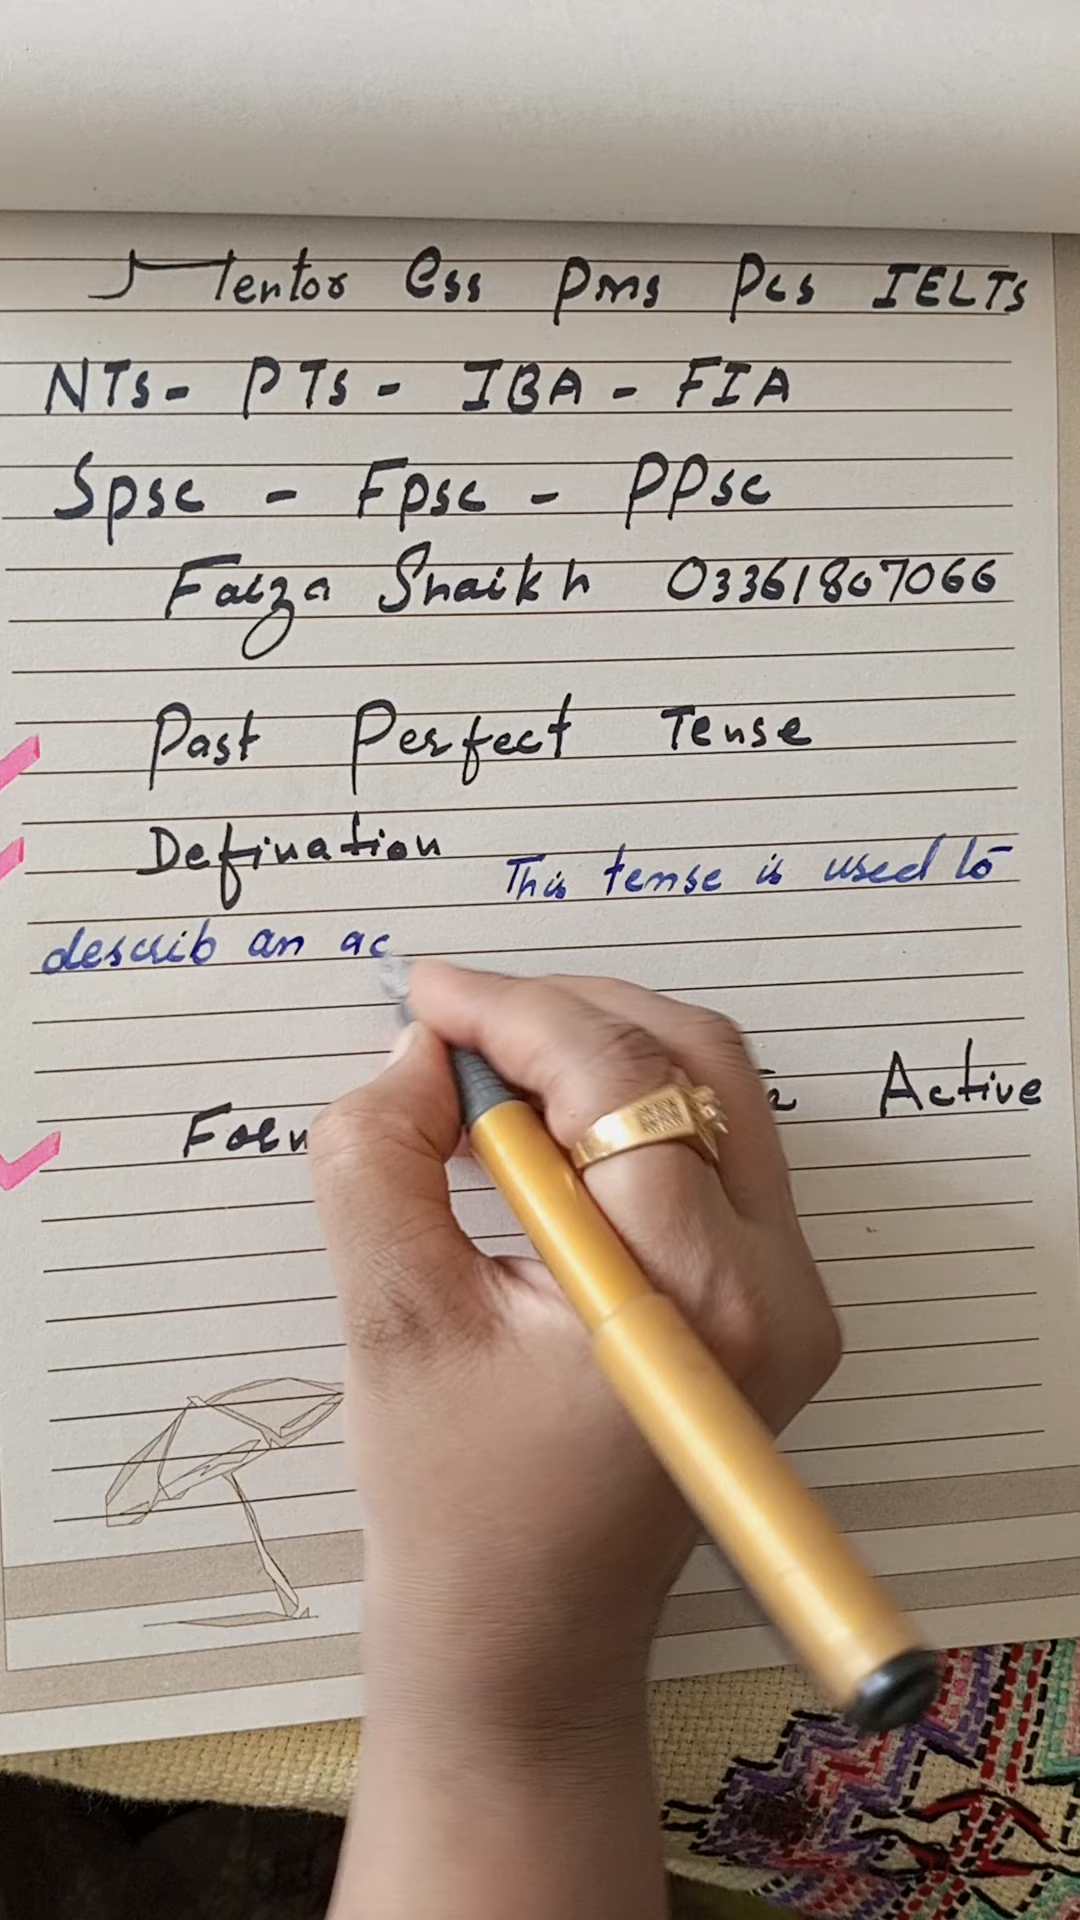 Mentor Css Pms Pcs IELTS
NTS - PTS - IBA - FIA
Spsc - Fpsc - PPsc
Faiza Shaikh 03361807066
Past Perfect Tense
Defination This tense is used to
describ an ac
Active